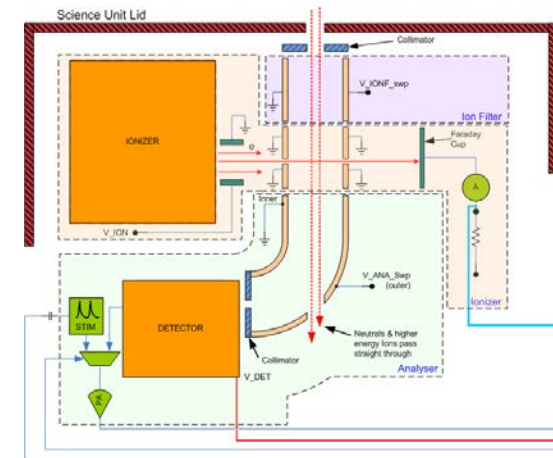 Science Unit Lid
Collimator
V_IONF_swp
Ion Filter
IONIZER
e
Faraday
Cup
A
V_ION
Inner
V_ANA_Swp
(outer)
Ionizer
STIM
DETECTOR
Neutrals & higher
energy Ions pass
straight through
Collimator
V_DET
Analyser
PA